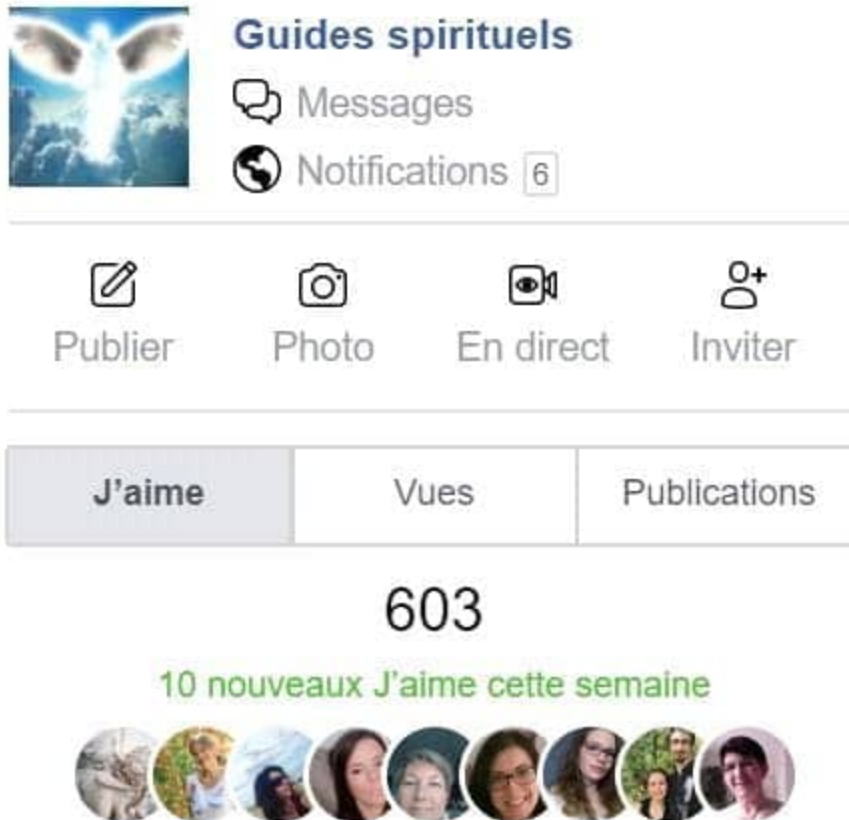 Guides spirituels
Messages
Notifications 6
Publier Photo En direct Inviter
J’aime Vues Publications
603
10 nouveaux J’aime cette semaine